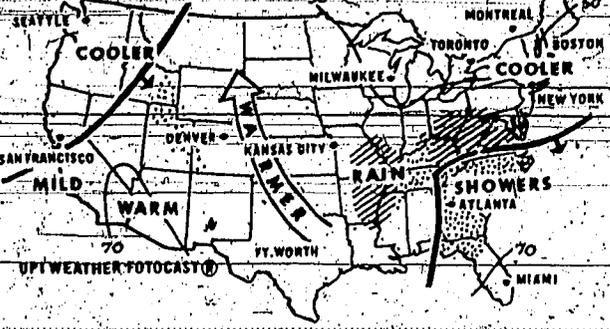 SEATTLE
MONTREAL
COOLER
TORONTO
BOSTON
MILWAUKEE
COOLER
NEW YORK
DENVER
WARMER
KANSAS CITY
SAN FRANCISCO
RAIN
MILD
SHOWERS
WARM
ATLANTA
70
FT. WORTH
70
UPI WEATHER FOTOCAST ®
MIAMI